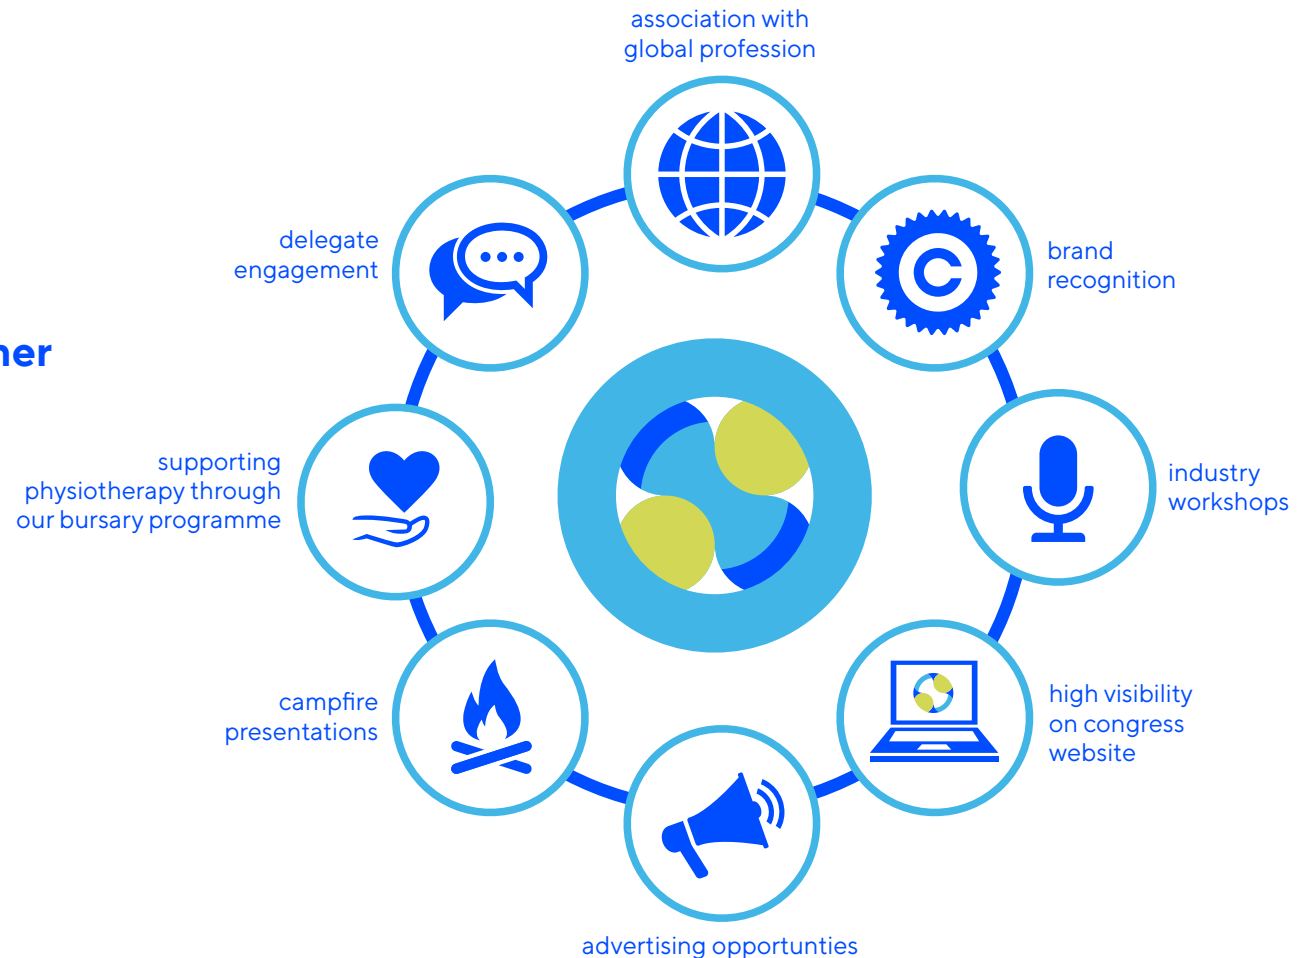 association with
global profession
brand
recognition
industry
workshops
high visibility
on congress
website
advertising opportunties
campfire
presentations
supporting
physiotherapy through
our bursary programme
delegate
engagement
ner